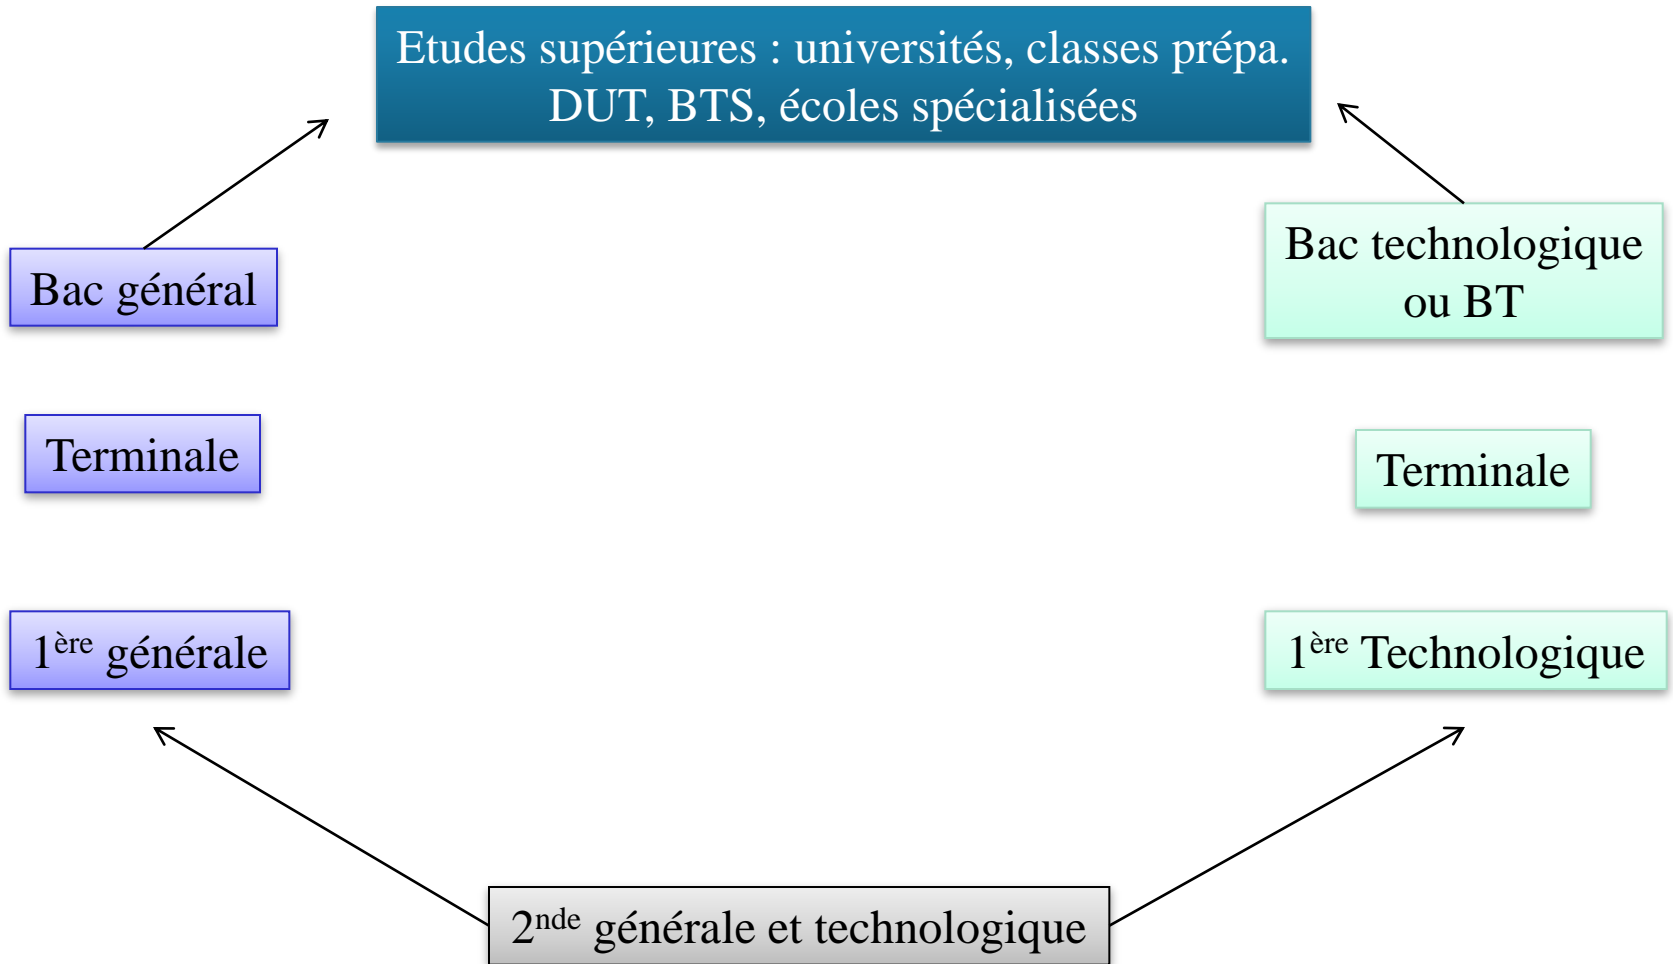 Etudes supérieures : universités, classes prépa.
DUT, BTS, écoles spécialisées
Bac général
Bac technologique
ou BT
Terminale
Terminale
1ère générale
1ère Technologique
2nde générale et technologique